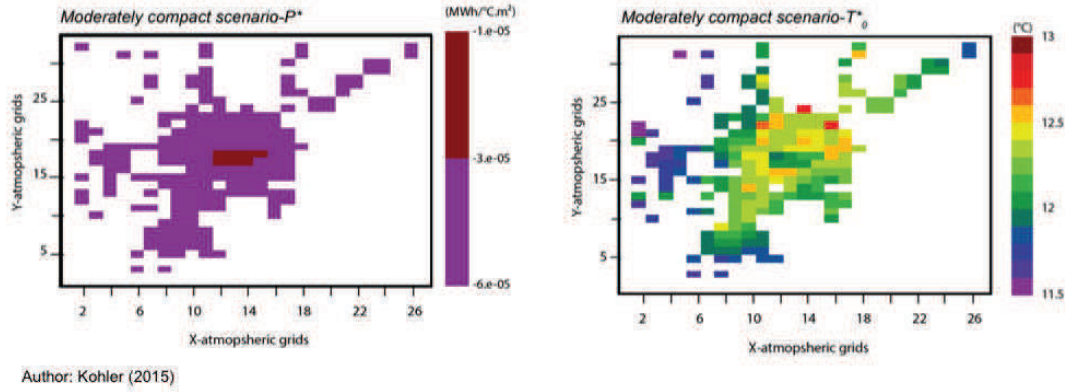 Moderately compact scenario-P*
(MWh/°C.m²)
-1.e-05
-3.e-05
-6.e-05
Y-atmospheric grids
25
15
5
2
6
10
14
18
22
26
X-atmopsheric grids
Moderately compact scenario-T*₀
(°C)
13
12.5
12
11.5
Y-atmospheric grids
25
15
5
2
6
10
14
18
22
26
X-atmopsheric grids
Author: Kohler (2015)